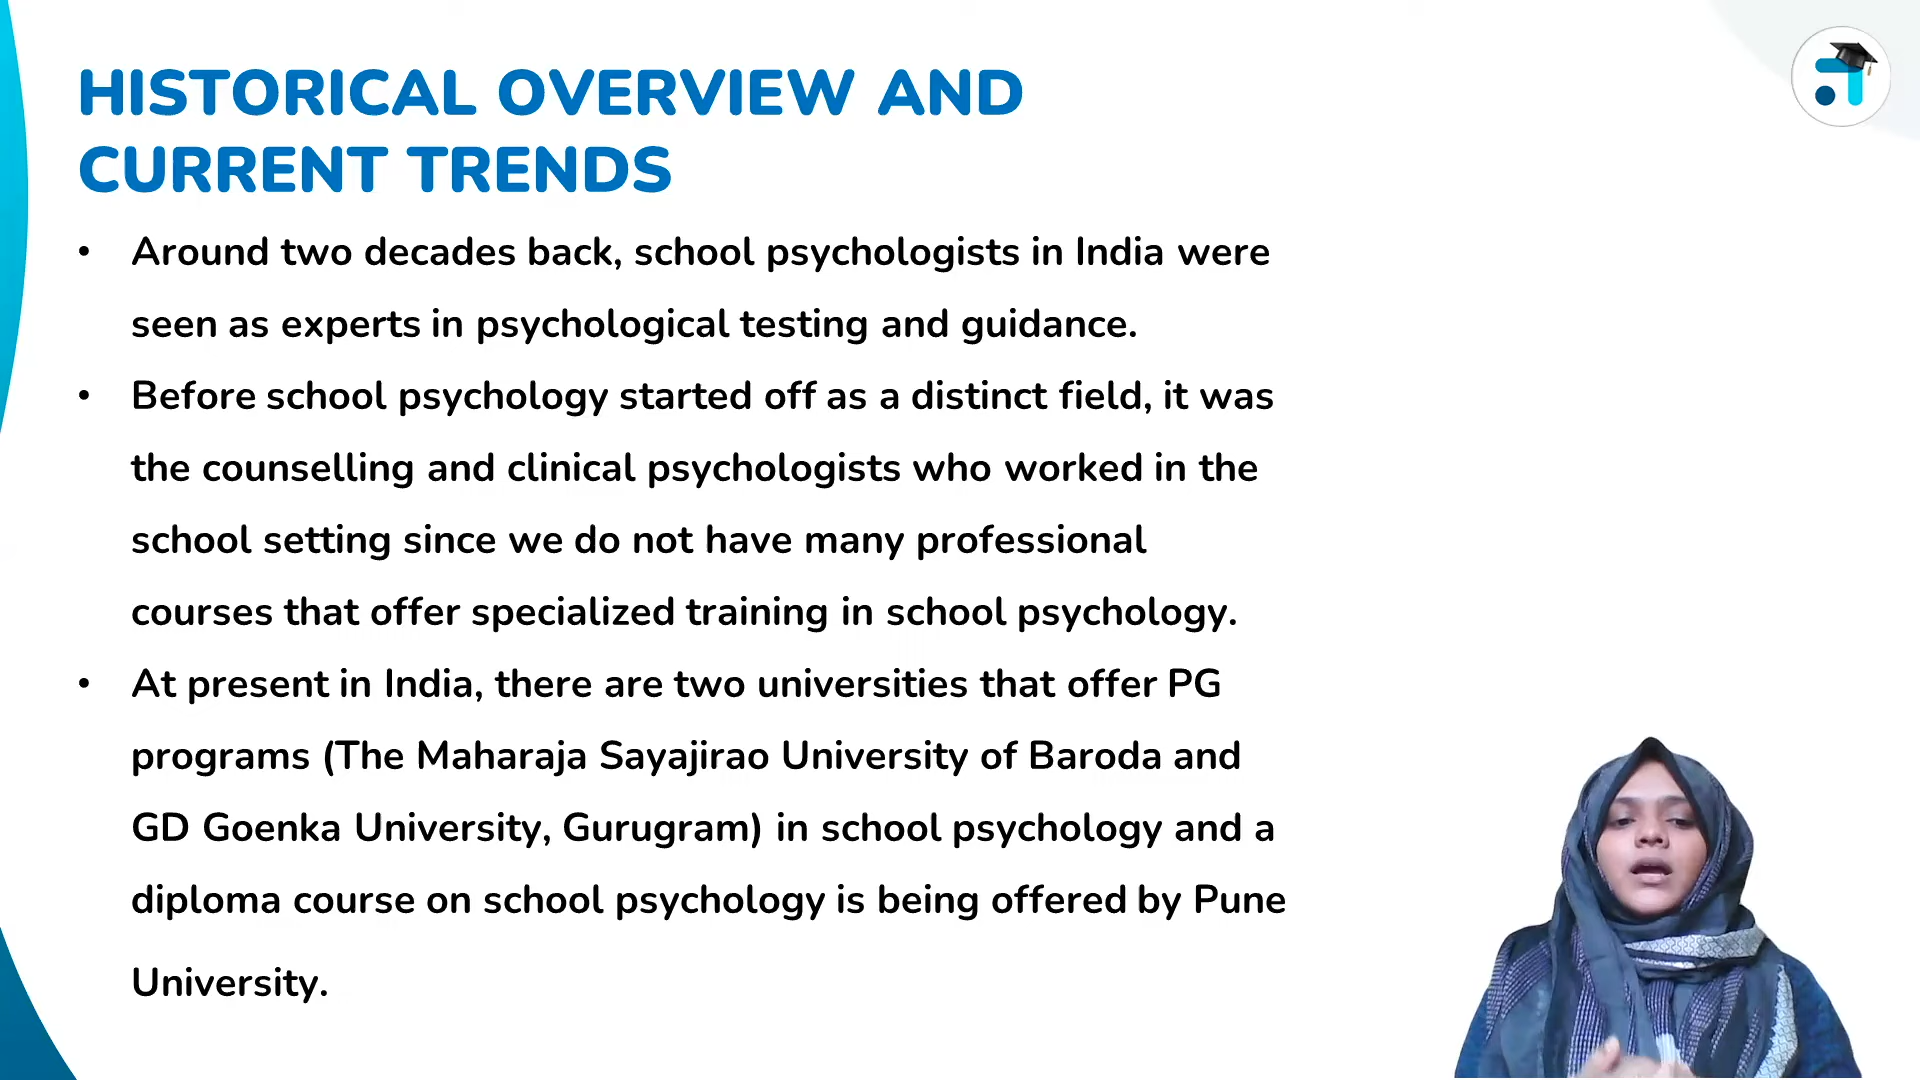 HISTORICAL OVERVIEW AND
CURRENT TRENDS
• Around two decades back, school psychologists in India were
seen as experts in psychological testing and guidance.
• Before school psychology started off as a distinct field, it was
the counselling and clinical psychologists who worked in the
school setting since we do not have many professional
courses that offer specialized training in school psychology.
• At present in India, there are two universities that offer PG
programs (The Maharaja Sayajirao University of Baroda and
GD Goenka University, Gurugram) in school psychology and a
diploma course on school psychology is being offered by Pune
University.